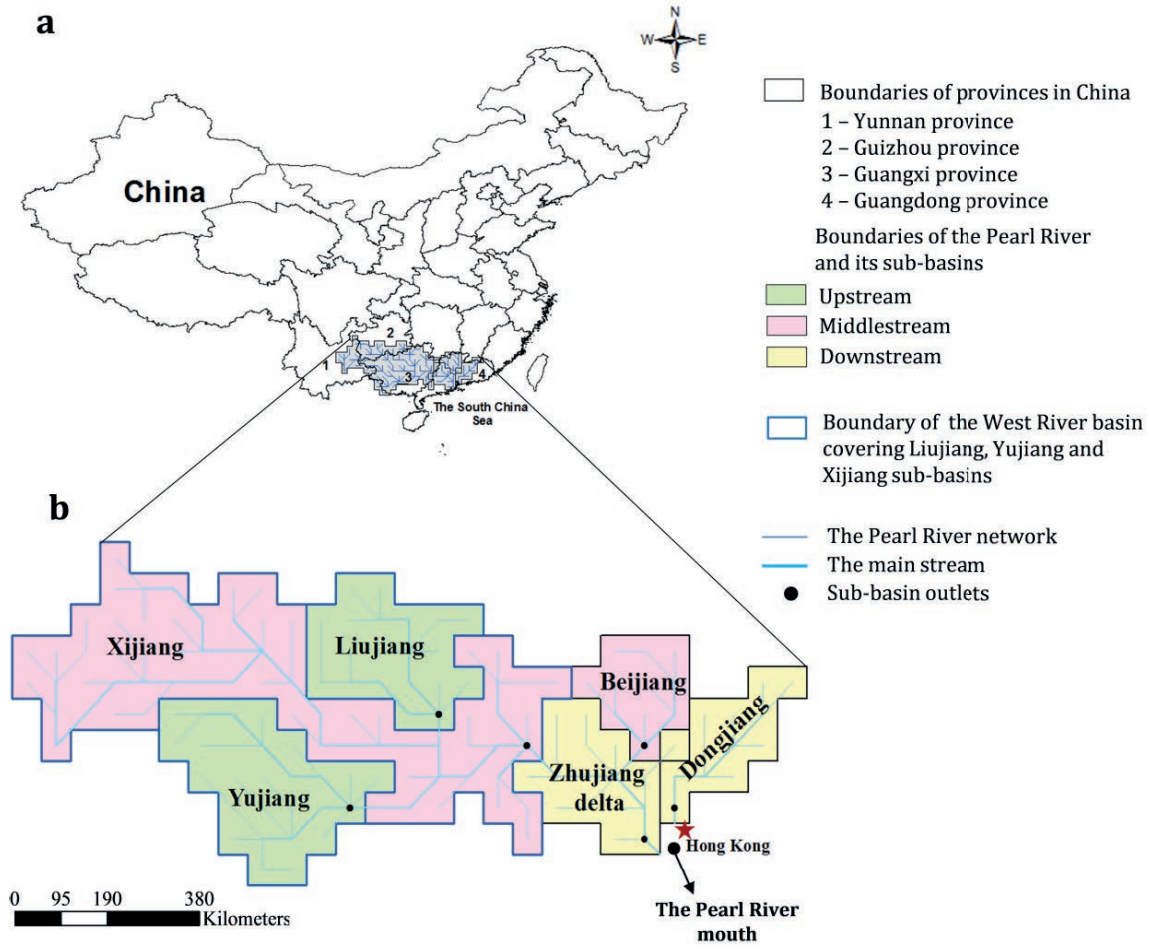 a
N
W E
S
China
2
1
3
4
The South China
Sea
Boundaries of provinces in China
1 – Yunnan province
2 – Guizhou province
3 – Guangxi province
4 – Guangdong province
Boundaries of the Pearl River
and its sub-basins
Upstream
Middlestream
Downstream
Boundary of the West River basin
covering Liujiang, Yujiang and
Xijiang sub-basins
The Pearl River network
The main stream
Sub-basin outlets
b
Xijiang
Liujiang
Beijiang
Dongjiang
Yujiang
Zhujiang
delta
Hong Kong
The Pearl River
mouth
0 95 190 380
Kilometers